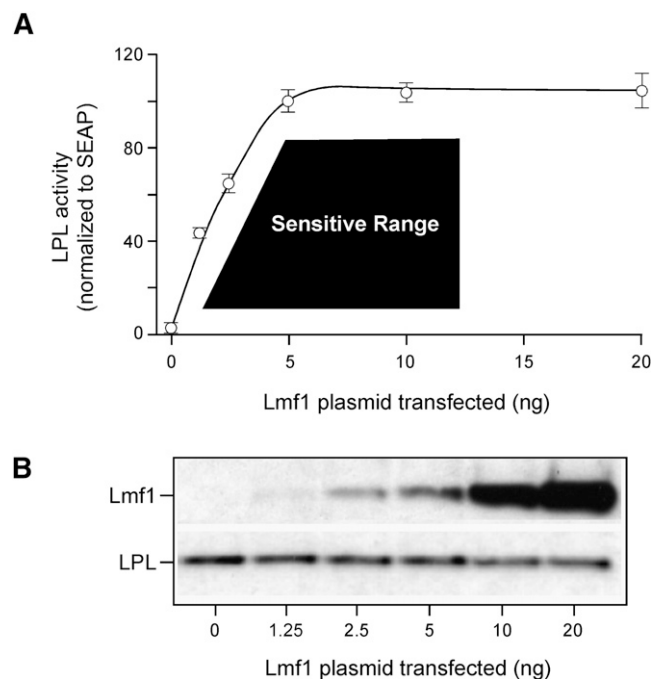 A
120
80
40
0
LPL activity
(normalized to SEAP)
Sensitive Range
0 5 10 15 20
Lmf1 plasmid transfected (ng)
B
Lmf1
LPL
0 1.25 2.5 5 10 20
Lmf1 plasmid transfected (ng)